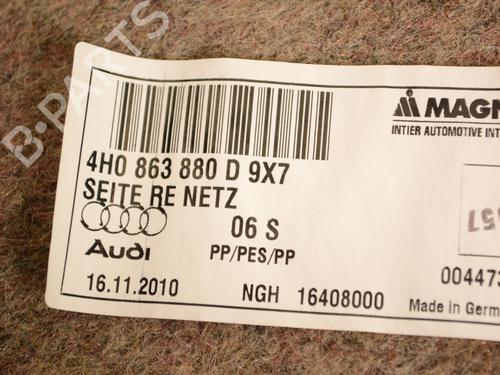 B-PARTS
MAGN
INTIER AUTOMOTIVE INT
4H0 863 880 D 9X7
SEITE RE NETZ
06 S
Audi
PP/PES/PP
00447
16.11.2010
NGH 16408000
Made in Germ